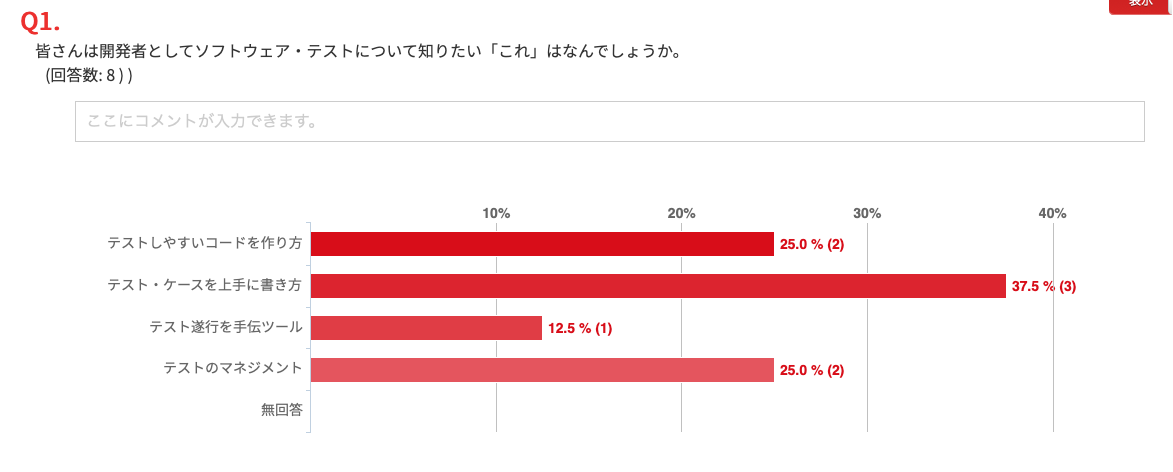 表示
Q1.
皆さんは開発者としてソフトウェア・テストについて知りたい「これ」はなんでしょうか。
(回答数: 8 ) )
ここにコメントが入力できます。
10% 20% 30% 40%
テストしやすいコードを作り方 25.0 % (2)
テスト・ケースを上手に書き方 37.5 % (3)
テスト遂行を手伝ツール 12.5 % (1)
テストのマネジメント 25.0 % (2)
無回答